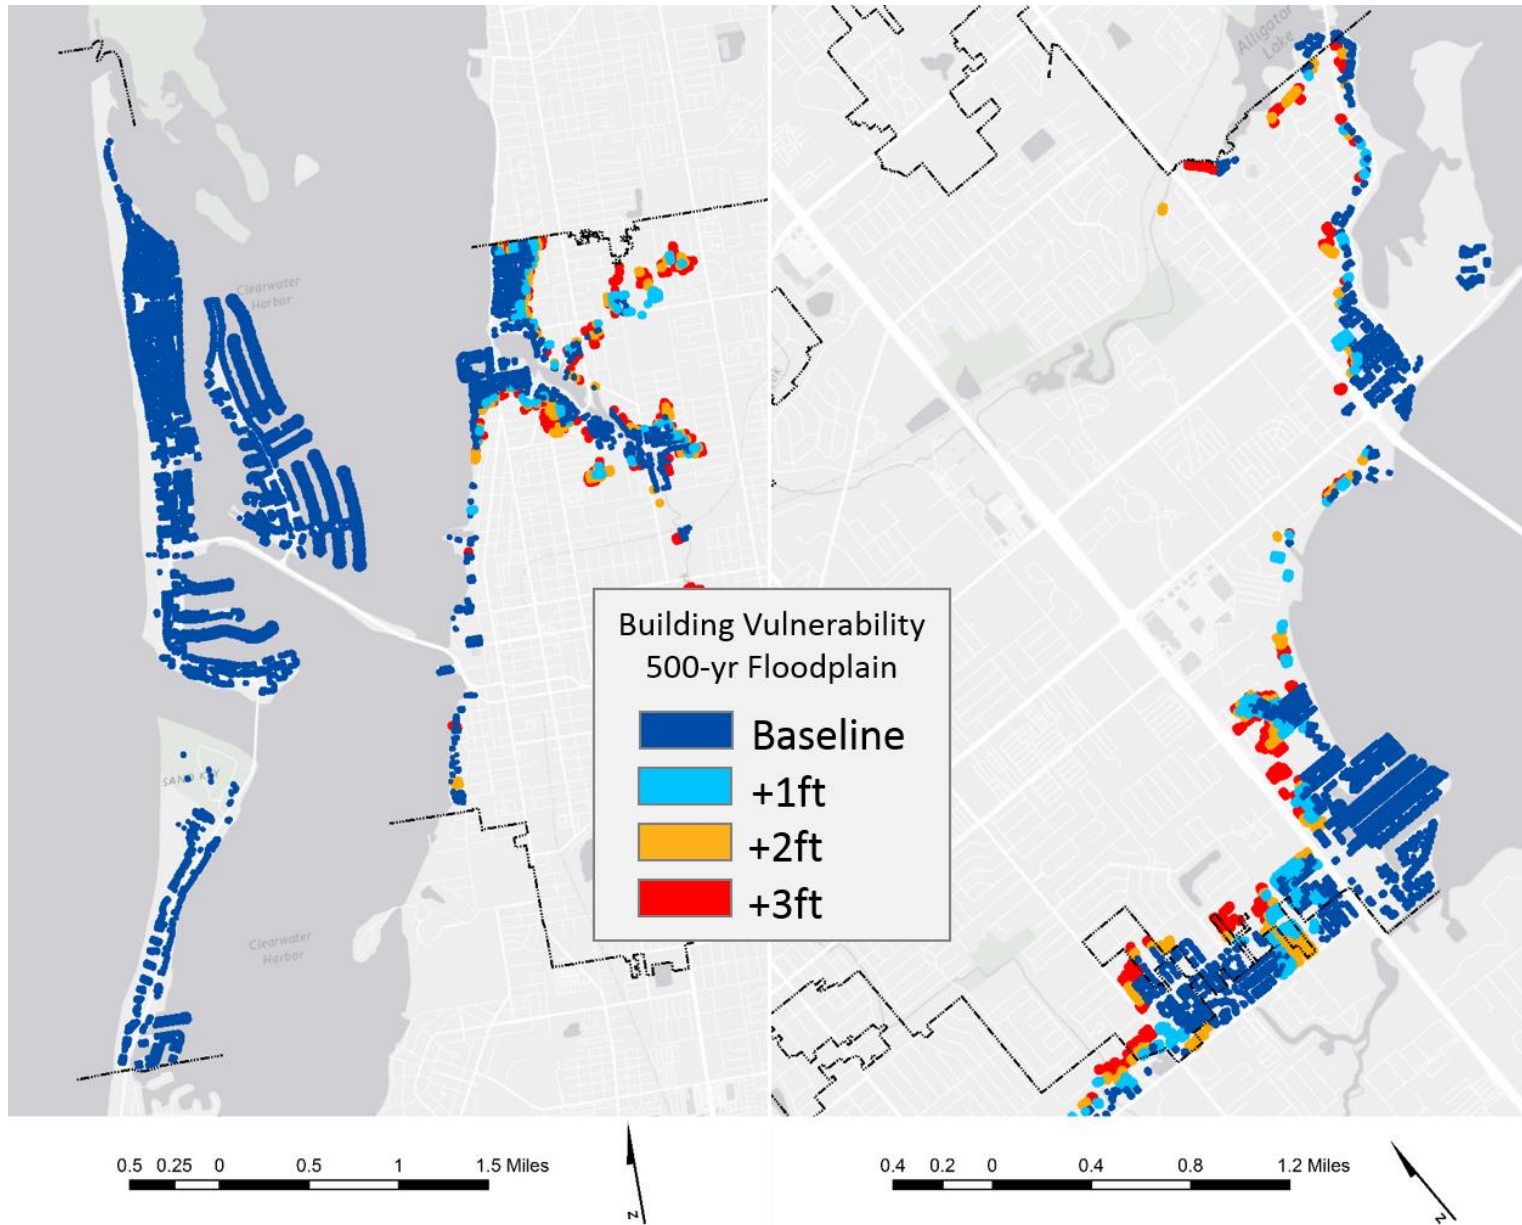 Alligator
Lake
Clearwater
Harbor
Building Vulnerability
500-yr Floodplain
Baseline
+1ft
+2ft
+3ft
SAND KEY
Clearwater
Harbor
0.5 0.25 0 0.5 1 1.5 Miles
N
0.4 0.2 0 0.4 0.8 1.2 Miles
N